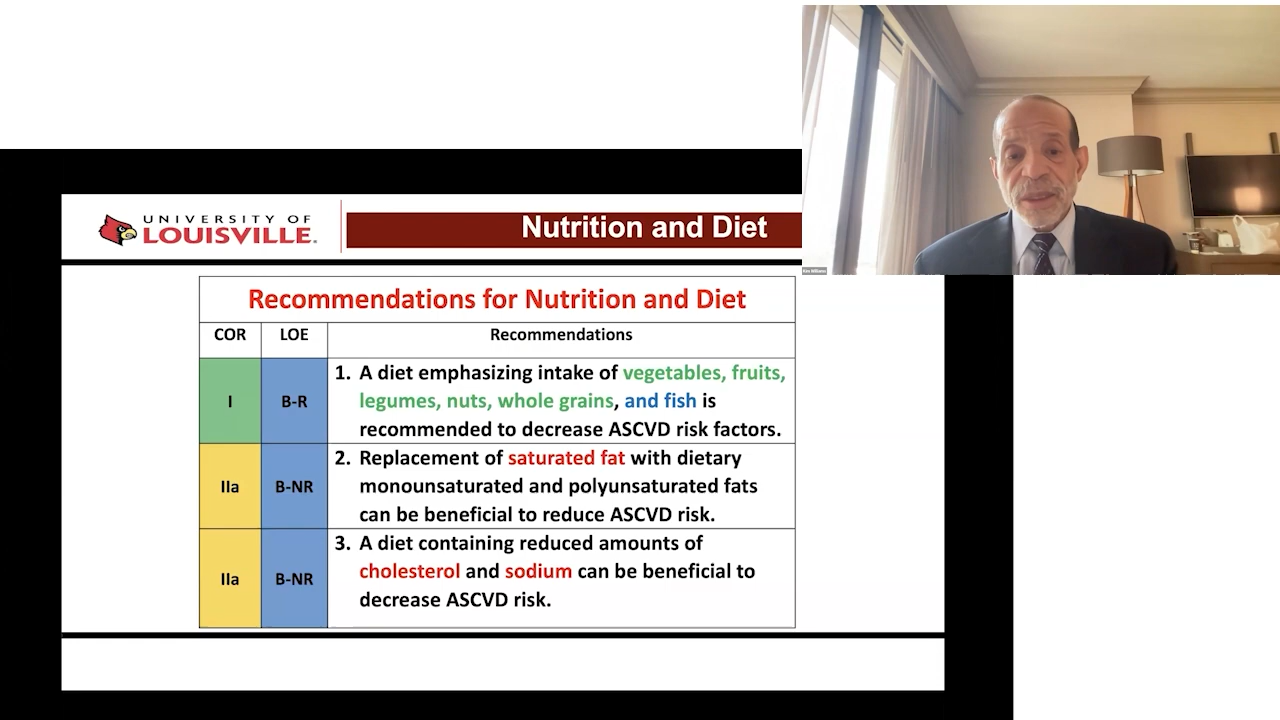 Kim Williams
UNIVERSITY OF
LOUISVILLE.
Nutrition and Diet
Recommendations for Nutrition and Diet
COR LOE Recommendations
I B-R 1. A diet emphasizing intake of vegetables, fruits,
legumes, nuts, whole grains, and fish is
recommended to decrease ASCVD risk factors.
IIa B-NR 2. Replacement of saturated fat with dietary
monounsaturated and polyunsaturated fats
can be beneficial to reduce ASCVD risk.
IIa B-NR 3. A diet containing reduced amounts of
cholesterol and sodium can be beneficial to
decrease ASCVD risk.